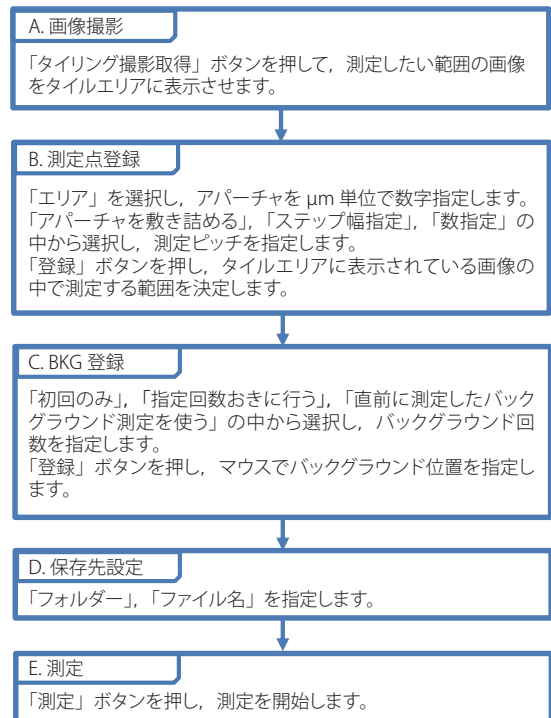 A. 画像撮影
「タイリング撮影取得」ボタンを押して，測定したい範囲の画像
をタイルエリアに表示させます。
B. 測定点登録
「エリア」を選択し，アパーチャを µm 単位で数字指定します。
「アパーチャを敷き詰める」，「ステップ幅指定」，「数指定」の
中から選択し，測定ピッチを指定します。
「登録」ボタンを押し，タイルエリアに表示されている画像の
中で測定する範囲を決定します。
C. BKG 登録
「初回のみ」，「指定回数おきに行う」，「直前に測定したバック
グラウンド測定を使う」の中から選択し，バックグラウンド回
数を指定します。
「登録」ボタンを押し，マウスでバックグラウンド位置を指定し
ます。
D. 保存先設定
「フォルダー」，「ファイル名」を指定します。
E. 測定
「測定」ボタンを押し，測定を開始します。